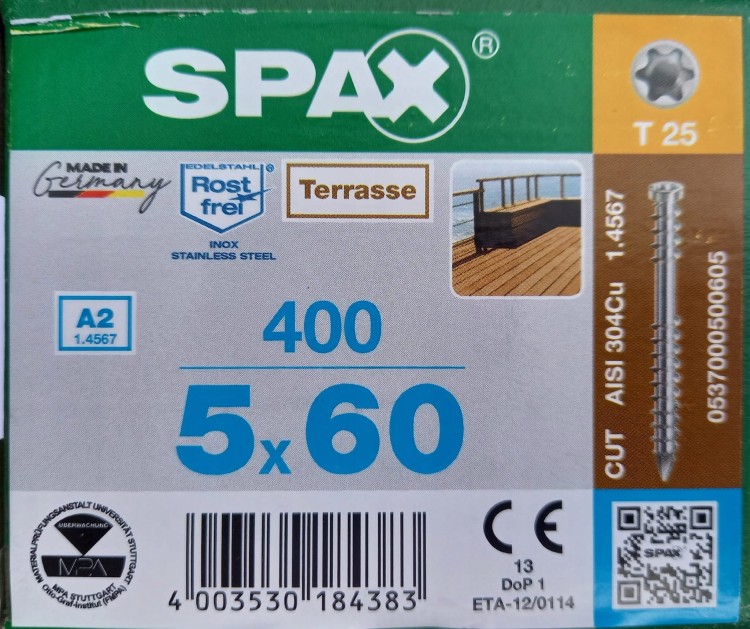 SPAX®
T 25
MADE IN
Germany
EDELSTAHL®
Rost
frei
INOX
STAINLESS STEEL
Terrasse
A2
1.4567
400
5x60
CUT AISI 304Cu 1.4567
0537000500605
MATERIALPRÜFUNGSANSTALT UNIVERSITÄT STUTTGART
ÜBERWACHUNG
MPA
MPA STUTTGART
Otto-Graf-Institut (FMPA)
4 003530 184383
CE
13
DoP 1
ETA-12/0114
SPAX